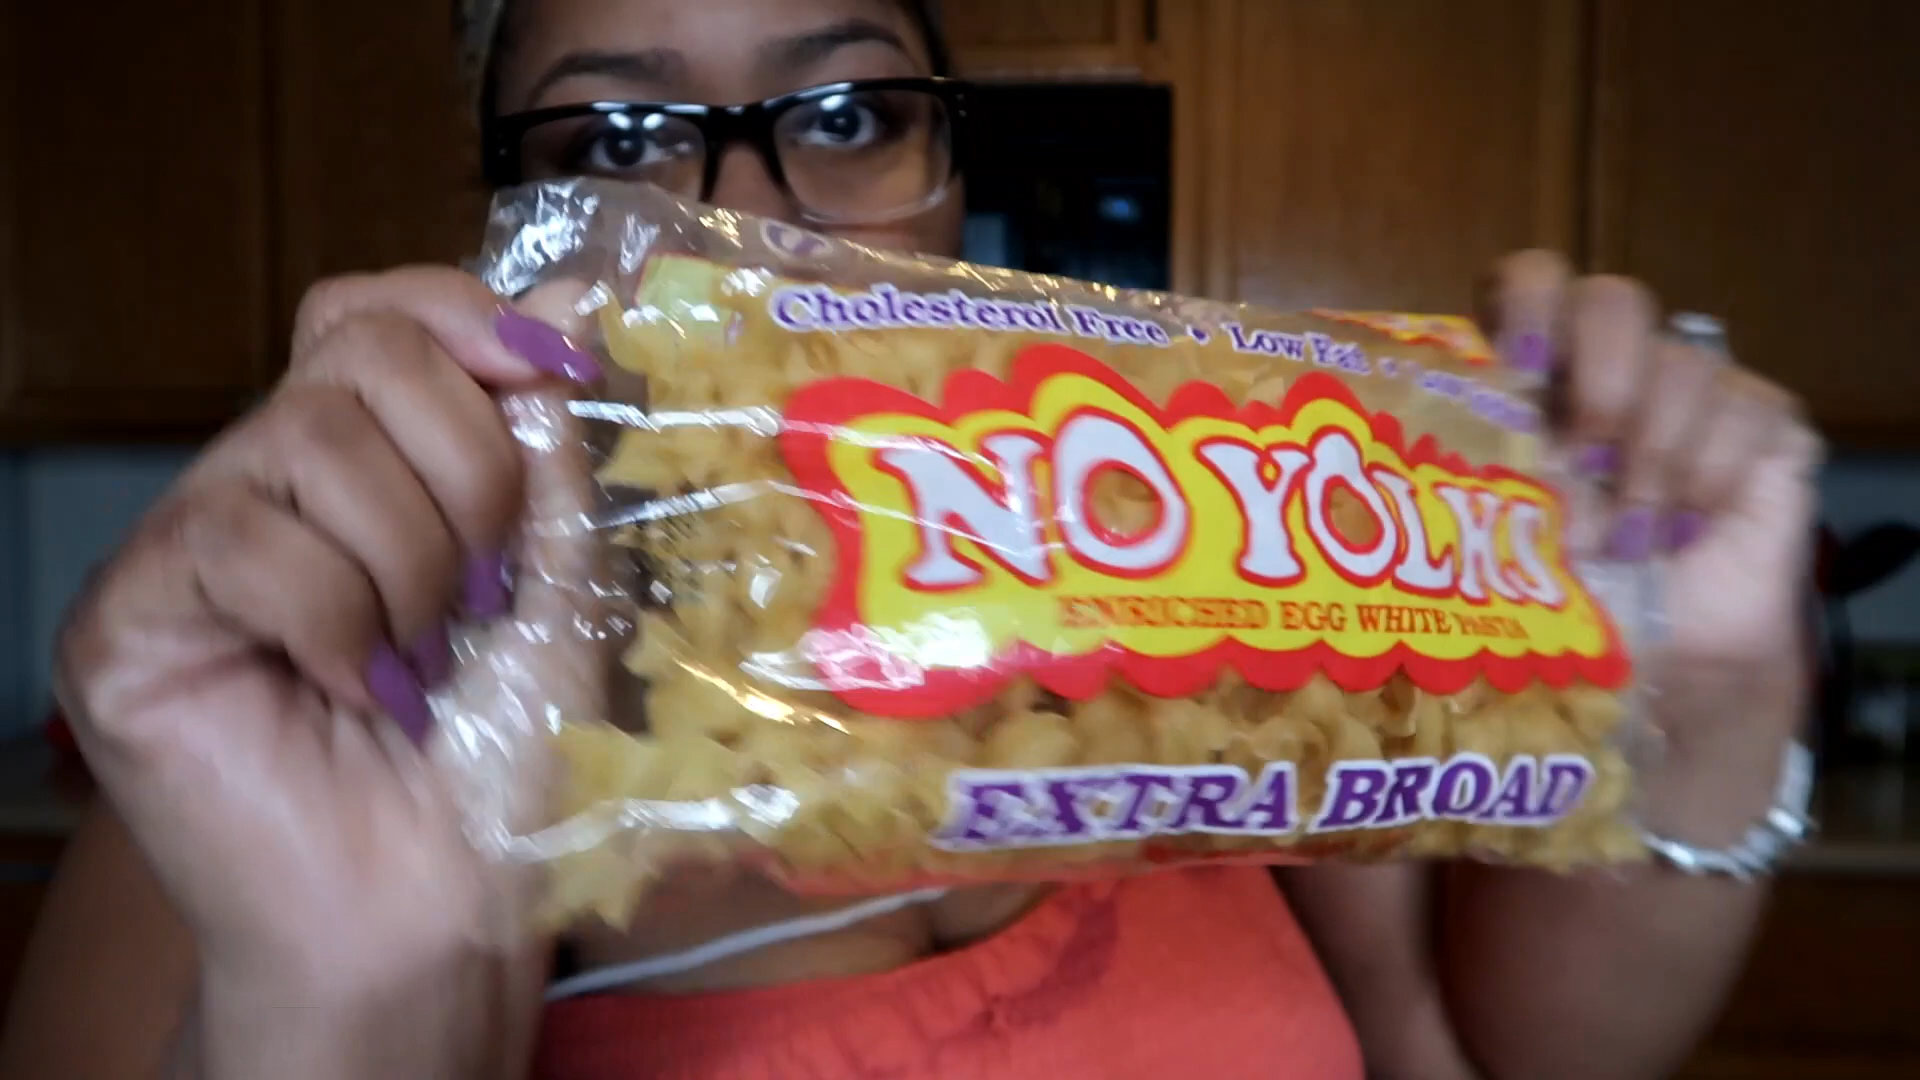 Cholesterol Free • Low Fat •
NO YOLKS
ENRICHED EGG WHITE PASTA
EXTRA BROAD